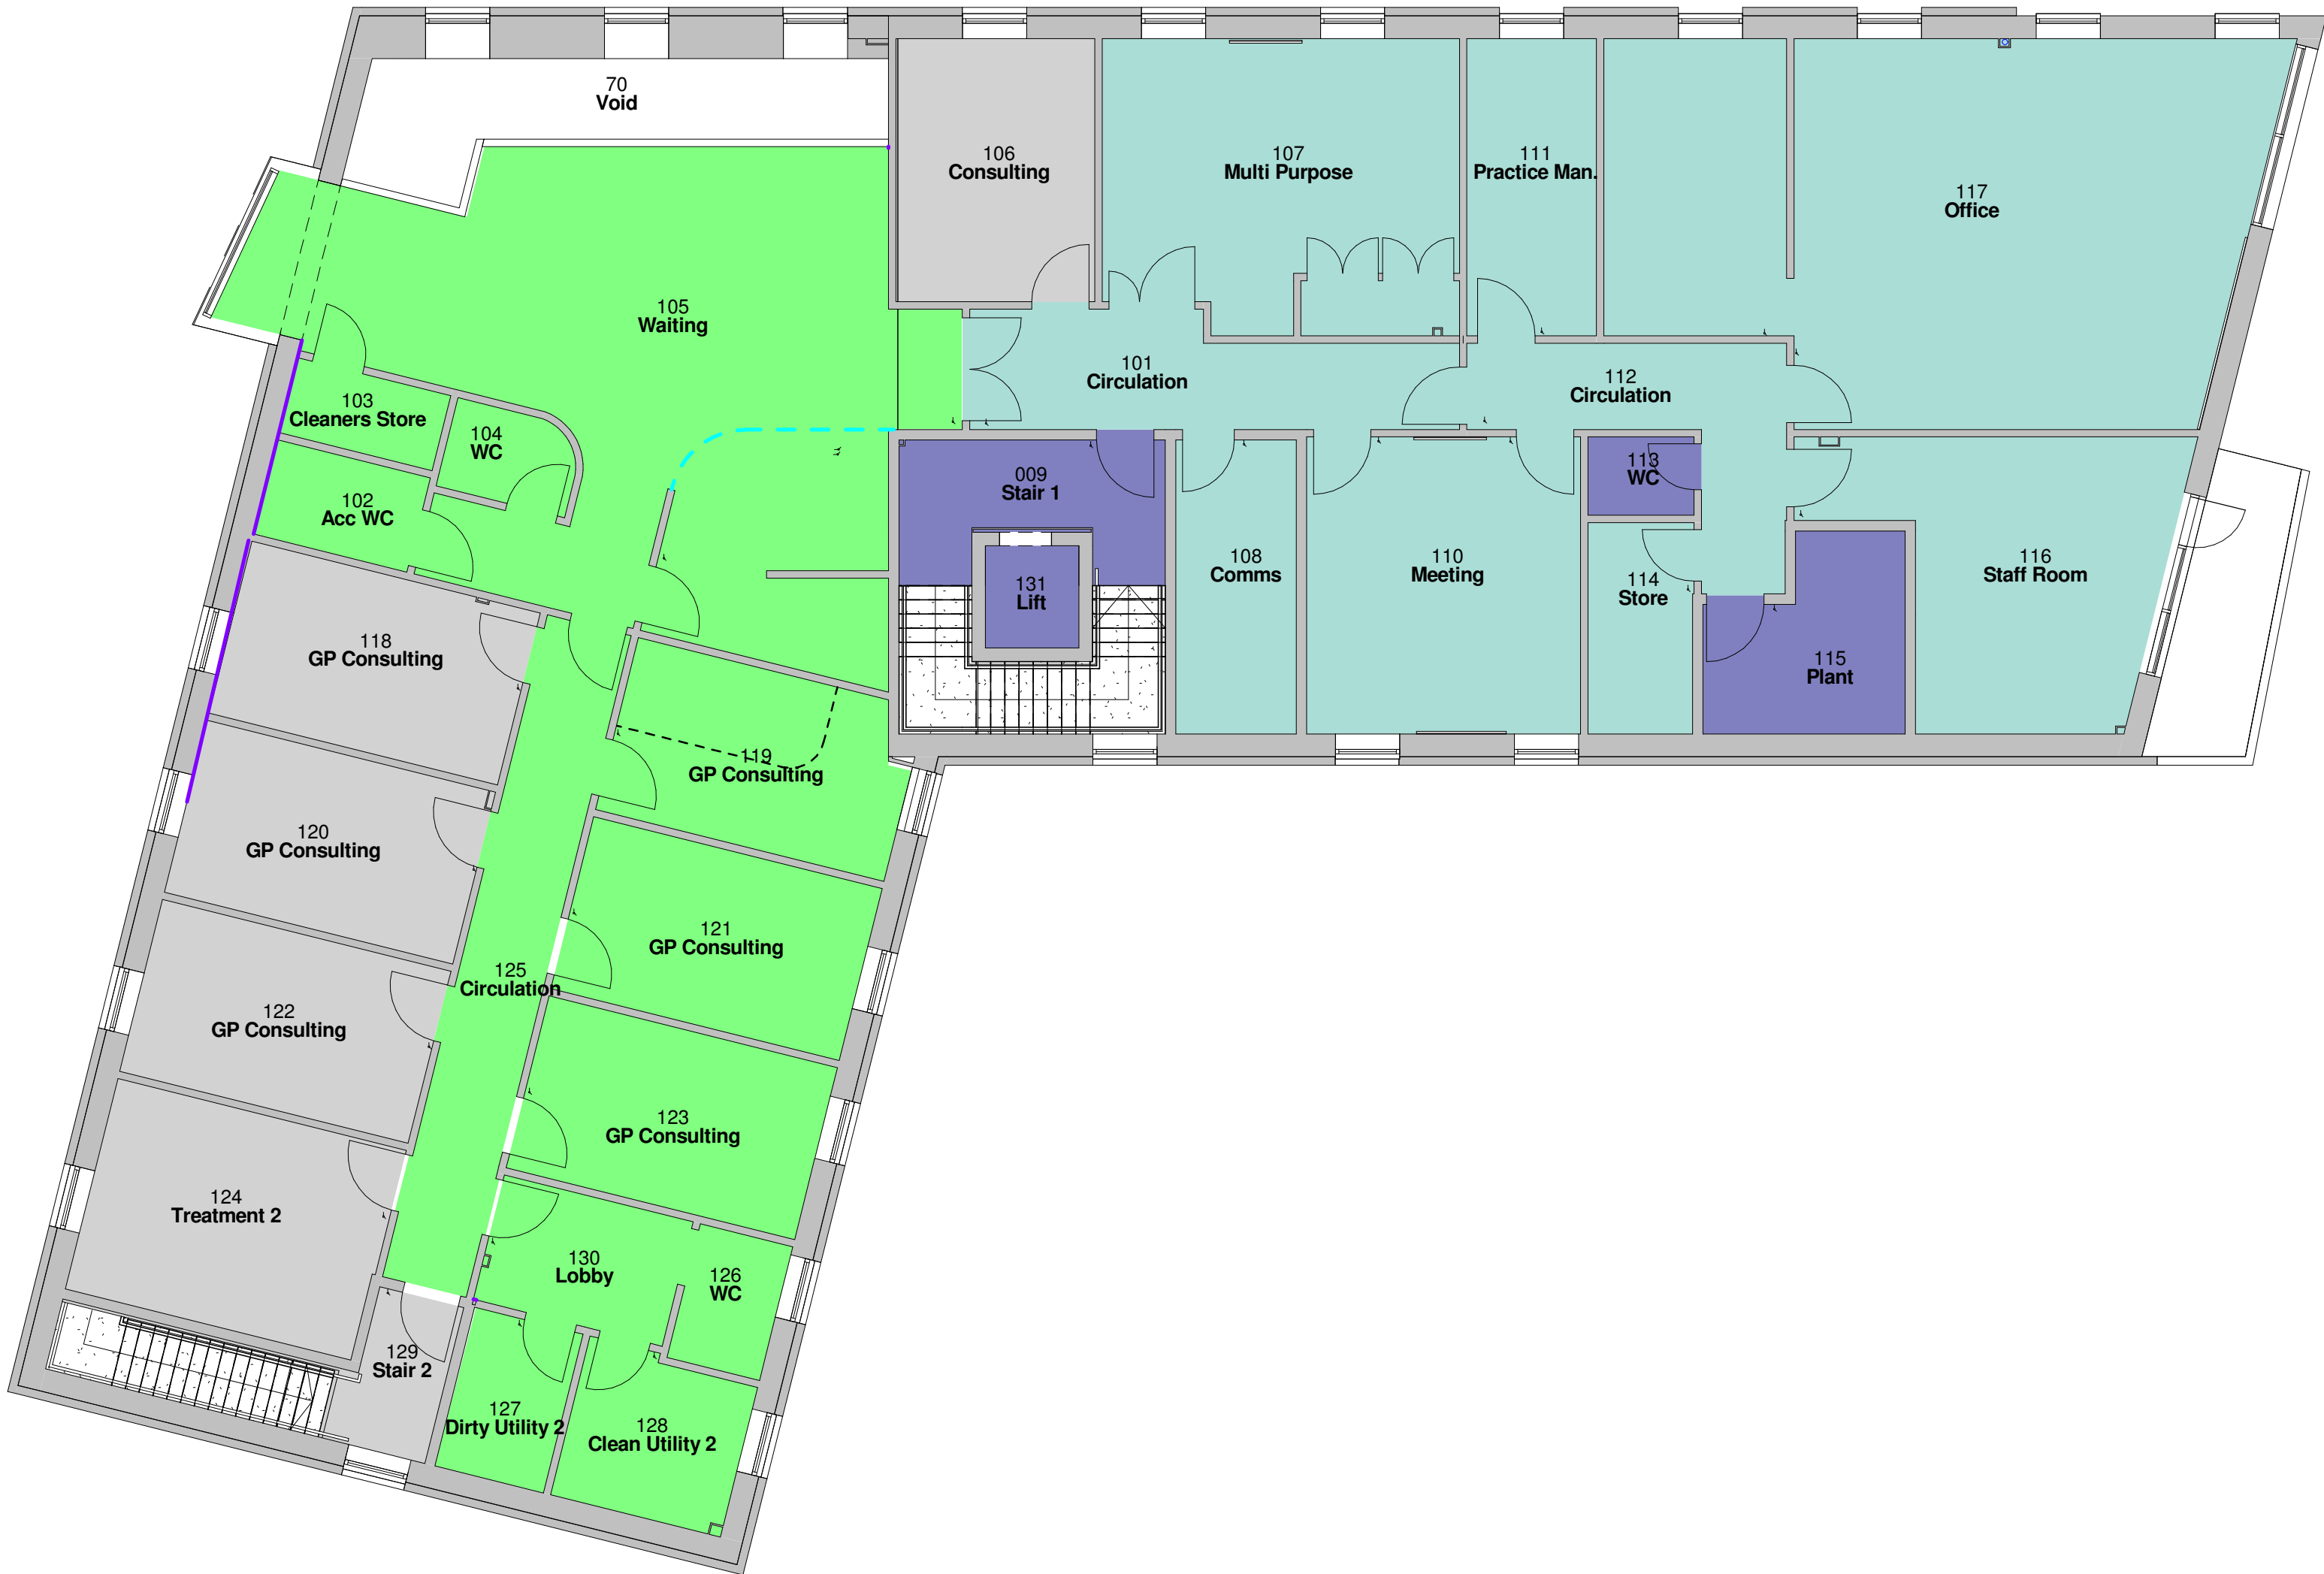 70
Void
106
Consulting
107
Multi Purpose
111
Practice Man.
117
Office
105
Waiting
101
Circulation
112
Circulation
103
Cleaners Store
104
WC
102
Acc WC
009
Stair 1
131
Lift
108
Comms
110
Meeting
113
WC
114
Store
115
Plant
116
Staff Room
118
GP Consulting
119
GP Consulting
120
GP Consulting
121
GP Consulting
122
GP Consulting
125
Circulation
123
GP Consulting
124
Treatment 2
130
Lobby
126
WC
129
Stair 2
127
Dirty Utility 2
128
Clean Utility 2